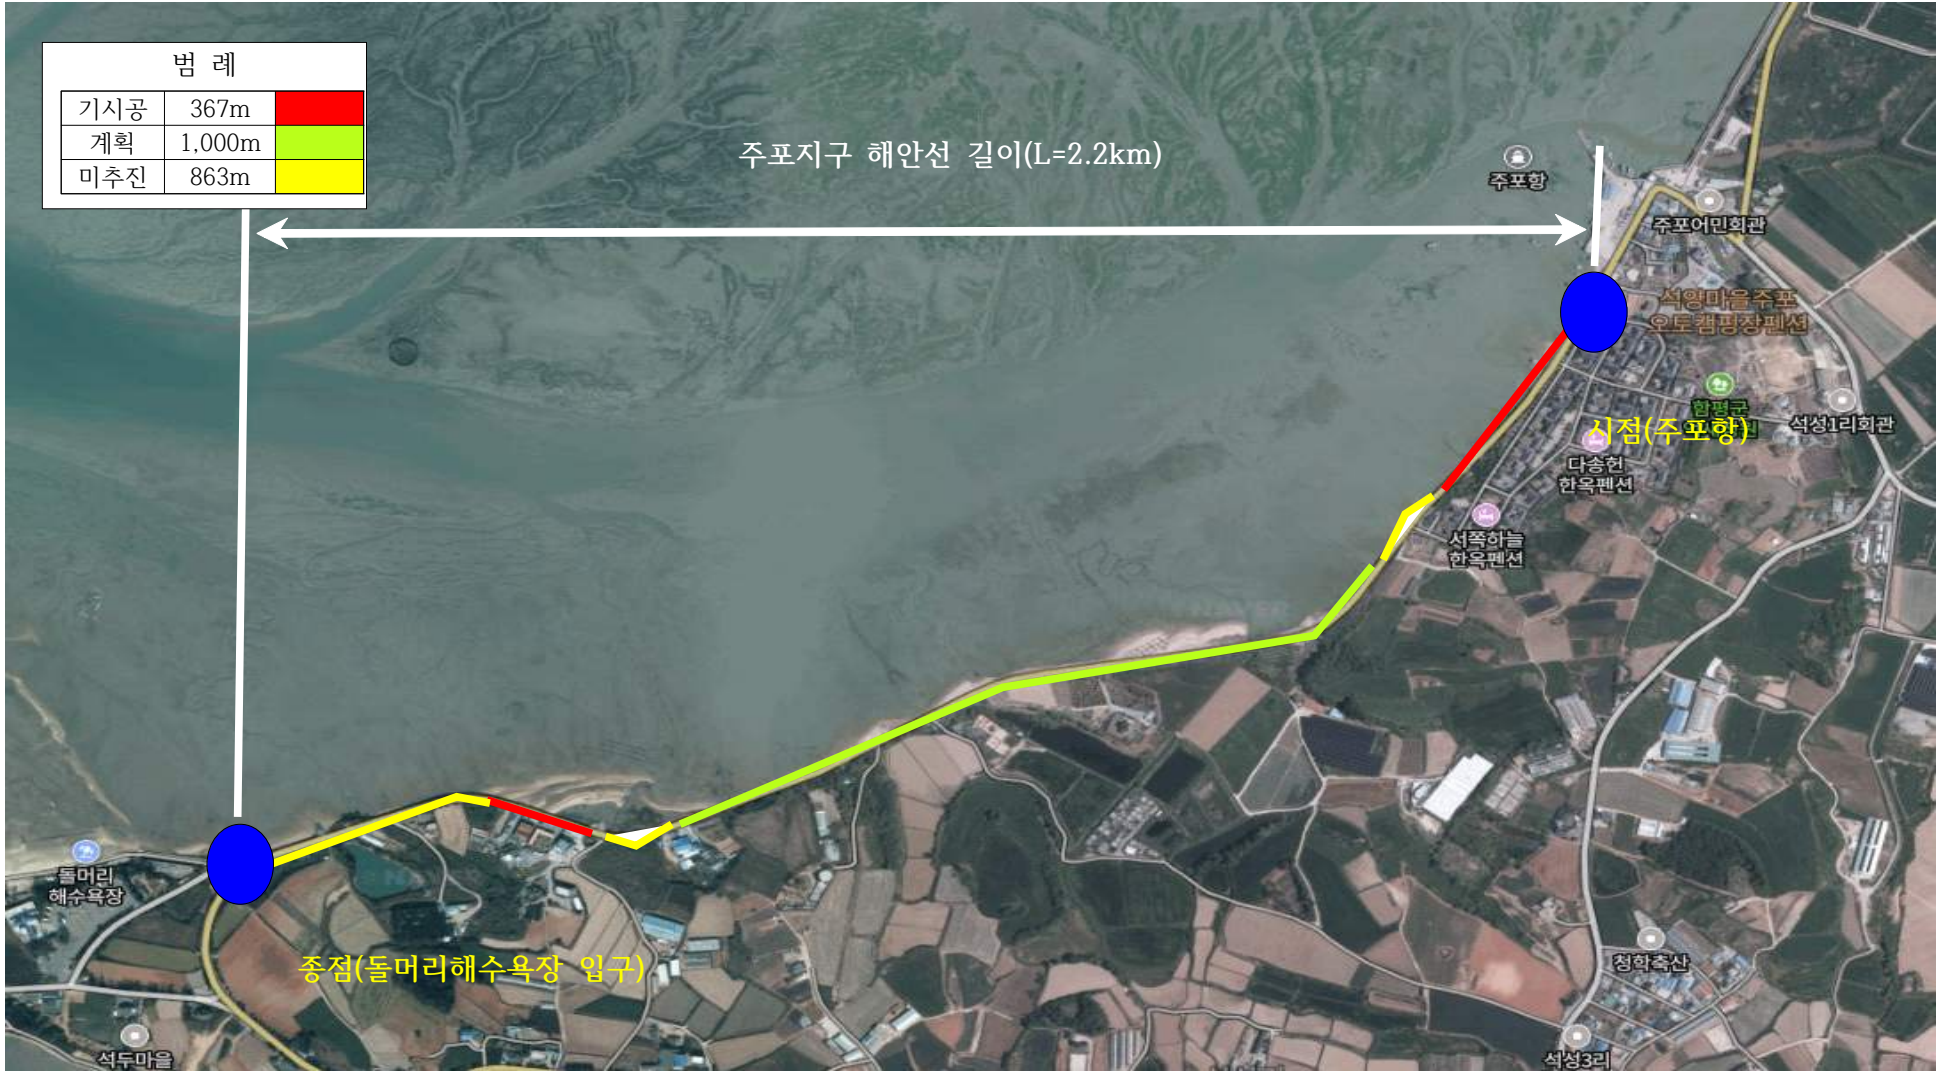 범 례
기시공 367m
계획 1,000m
미추진 863m
주포지구 해안선 길이(L=2.2km)
주포항
주포어민회관
석양마을주포
오토캠핑장펜션
함평군
석성1리회관
시점(주포항)
다송헌
한옥펜션
서쪽하늘
한옥펜션
돌머리
해수욕장
종점(돌머리해수욕장 입구)
청학축산
석두마을
석성3리